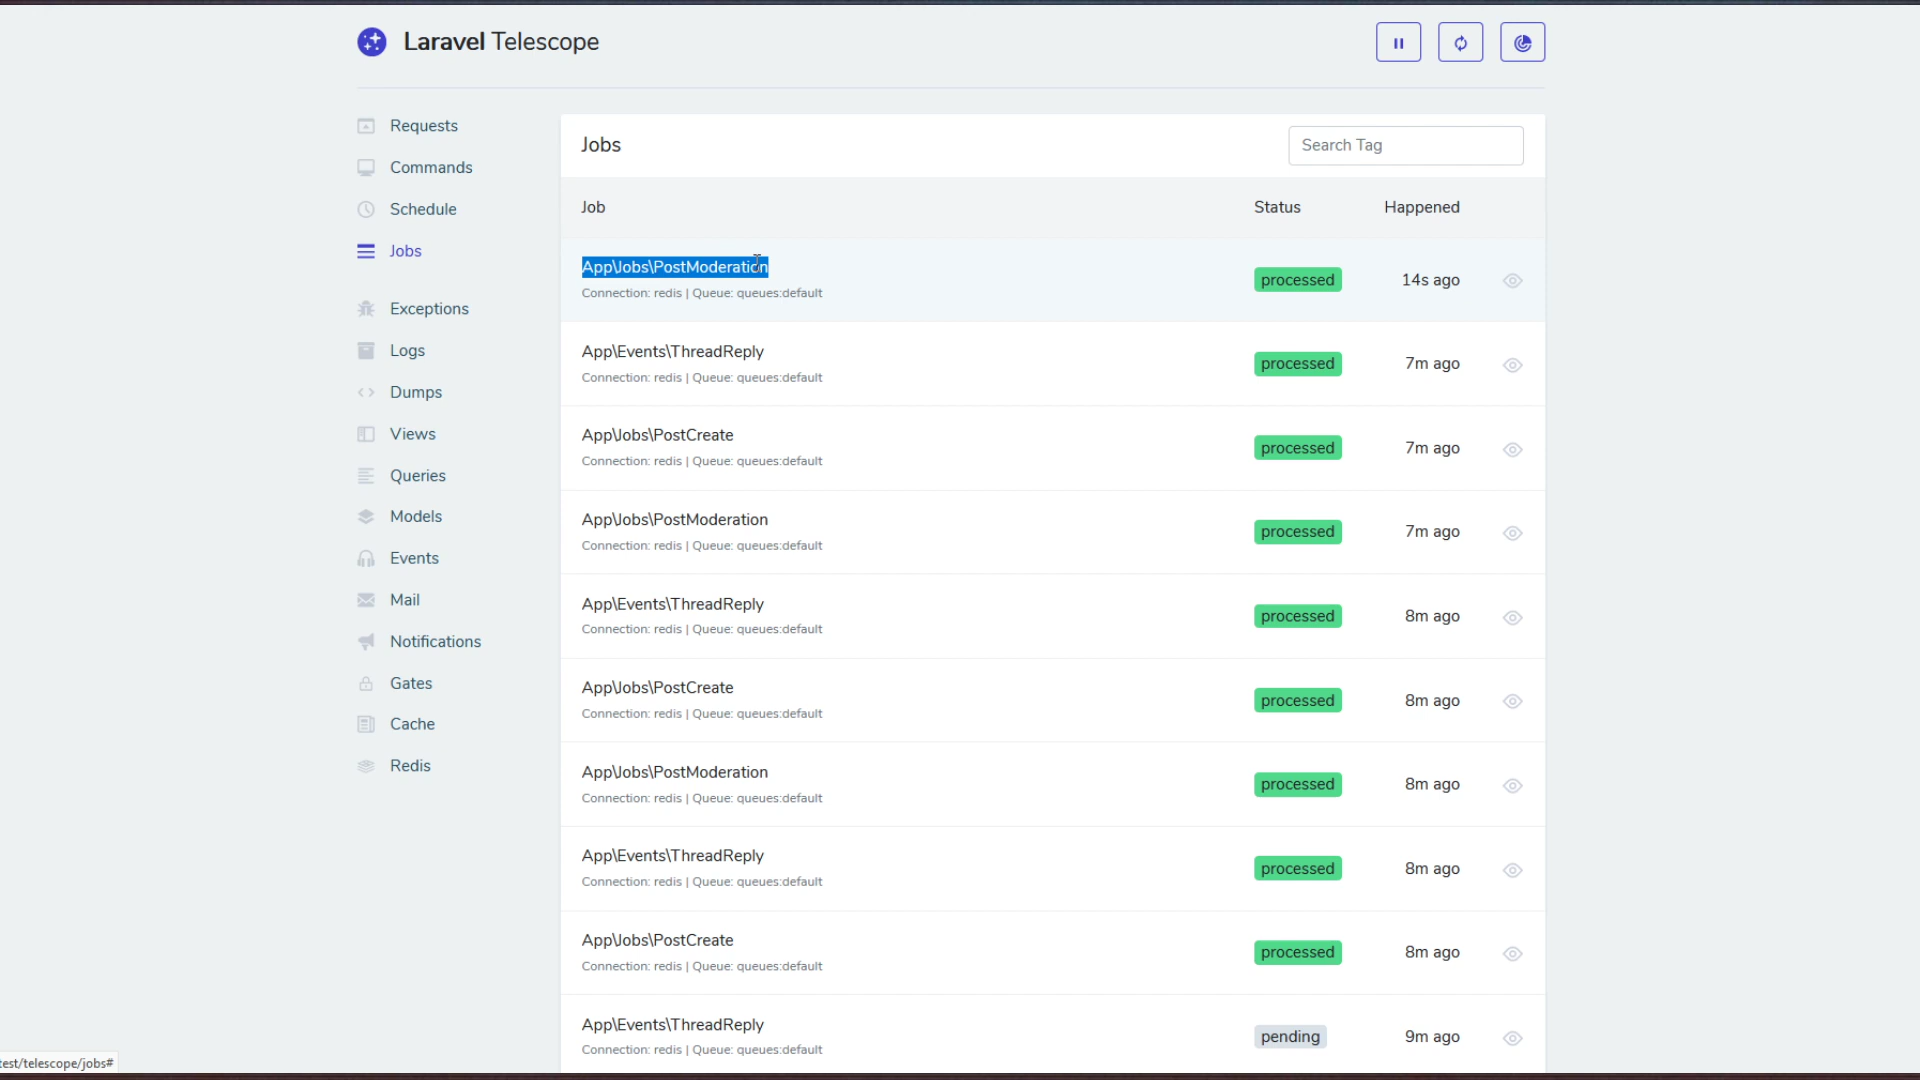 Laravel Telescope
Requests
Commands
Schedule
Jobs
Exceptions
Logs
Dumps
Views
Queries
Models
Events
Mail
Notifications
Gates
Cache
Redis
Jobs
Search Tag
Job Status Happened
App\Jobs\PostModeration
Connection: redis | Queue: queues:default
processed 14s ago
App\Events\ThreadReply
Connection: redis | Queue: queues:default
processed 7m ago
App\Jobs\PostCreate
Connection: redis | Queue: queues:default
processed 7m ago
App\Jobs\PostModeration
Connection: redis | Queue: queues:default
processed 7m ago
App\Events\ThreadReply
Connection: redis | Queue: queues:default
processed 8m ago
App\Jobs\PostCreate
Connection: redis | Queue: queues:default
processed 8m ago
App\Jobs\PostModeration
Connection: redis | Queue: queues:default
processed 8m ago
App\Events\ThreadReply
Connection: redis | Queue: queues:default
processed 8m ago
App\Jobs\PostCreate
Connection: redis | Queue: queues:default
processed 8m ago
App\Events\ThreadReply
Connection: redis | Queue: queues:default
pending 9m ago
test/telescope/jobs#